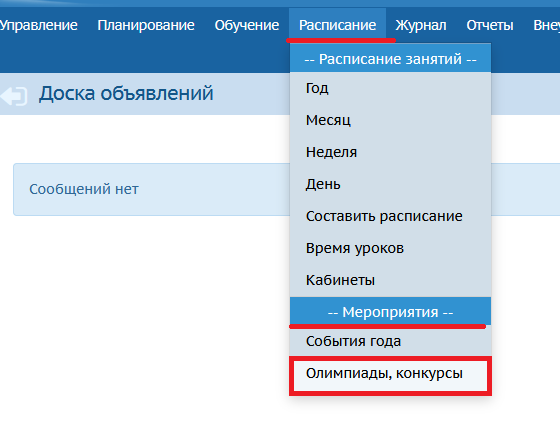 Управление Планирование Обучение Расписание Журнал Отчеты
-- Расписание занятий --
Доска объявлений
Год
Месяц
Неделя
Сообщений нет
День
Составить расписание
Время уроков
Кабинеты
-- Мероприятия --
События года
Олимпиады, конкурсы